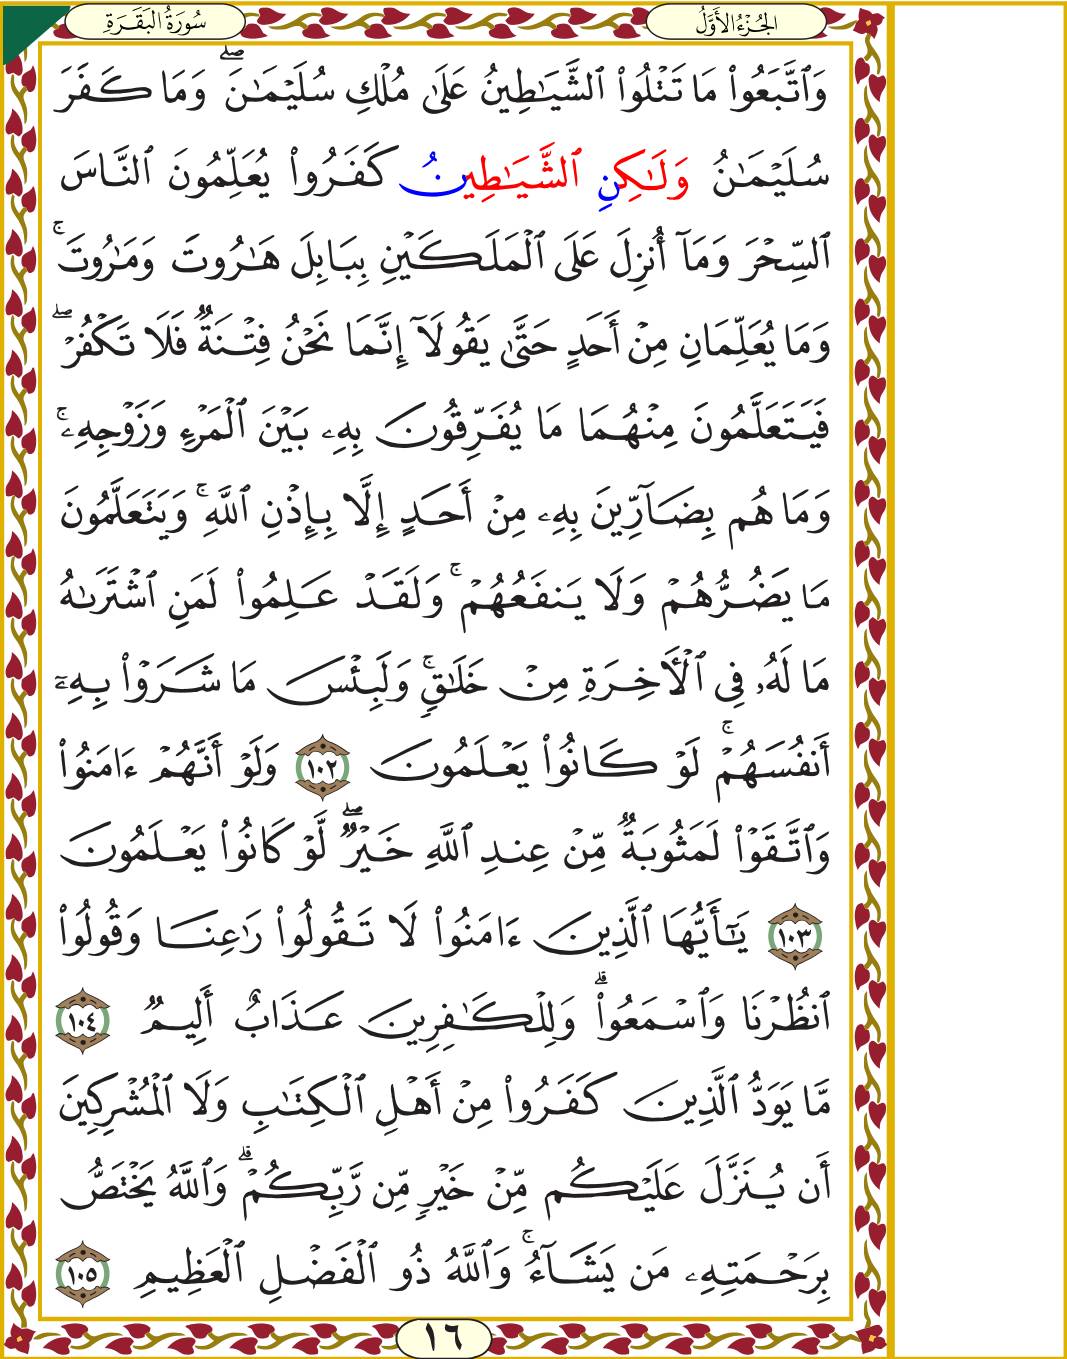 الجُزْءُ الأَوَّلُ
سُورَةُ البَقَرَةِ
وَٱتَّبَعُوا۟ مَا تَتْلُوا۟ ٱلشَّيَـٰطِينُ عَلَىٰ مُلْكِ سُلَيْمَـٰنَ ۖ وَمَا كَفَرَ
سُلَيْمَـٰنُ وَلَـٰكِنِ ٱلشَّيَـٰطِينُ كَفَرُوا۟ يُعَلِّمُونَ ٱلنَّاسَ
ٱلسِّحْرَ وَمَآ أُنزِلَ عَلَى ٱلْمَلَكَيْنِ بِبَابِلَ هَـٰرُوتَ وَمَـٰرُوتَ ۚ
وَمَا يُعَلِّمَانِ مِنْ أَحَدٍ حَتَّىٰ يَقُولَآ إِنَّمَا نَحْنُ فِتْنَةٌ فَلَا تَكْفُرْ ۖ
فَيَتَعَلَّمُونَ مِنْهُمَا مَا يُفَرِّقُونَ بِهِۦ بَيْنَ ٱلْمَرْءِ وَزَوْجِهِۦ ۚ
وَمَا هُم بِضَآرِّينَ بِهِۦ مِنْ أَحَدٍ إِلَّا بِإِذْنِ ٱللَّهِ ۚ وَيَتَعَلَّمُونَ
مَا يَضُرُّهُمْ وَلَا يَنفَعُهُمْ ۚ وَلَقَدْ عَلِمُوا۟ لَمَنِ ٱشْتَرَىٰهُ
مَا لَهُۥ فِى ٱلْـَٔاخِرَةِ مِنْ خَلَـٰقٍ ۚ وَلَبِئْسَ مَا شَرَوْا۟ بِهِۦٓ
أَنفُسَهُمْ ۚ لَوْ كَانُوا۟ يَعْلَمُونَ ١٠٢ وَلَوْ أَنَّهُمْ ءَامَنُوا۟
وَٱتَّقَوْا۟ لَمَثُوبَةٌ مِّنْ عِندِ ٱللَّهِ خَيْرٌ ۖ لَّوْ كَانُوا۟ يَعْلَمُونَ
١٠٣ يَـٰٓأَيُّهَا ٱلَّذِينَ ءَامَنُوا۟ لَا تَقُولُوا۟ رَٰعِنَا وَقُولُوا۟
ٱنظُرْنَا وَٱسْمَعُوا۟ ۗ وَلِلْكَـٰفِرِينَ عَذَابٌ أَلِيمٌ ١٠٤
مَّا يَوَدُّ ٱلَّذِينَ كَفَرُوا۟ مِنْ أَهْلِ ٱلْكِتَـٰبِ وَلَا ٱلْمُشْرِكِينَ
أَن يُنَزَّلَ عَلَيْكُم مِّنْ خَيْرٍ مِّن رَّبِّكُمْ ۗ وَٱللَّهُ يَخْتَصُّ
بِرَحْمَتِهِۦ مَن يَشَآءُ ۚ وَٱللَّهُ ذُو ٱلْفَضْلِ ٱلْعَظِيمِ ١٠٥
١٦